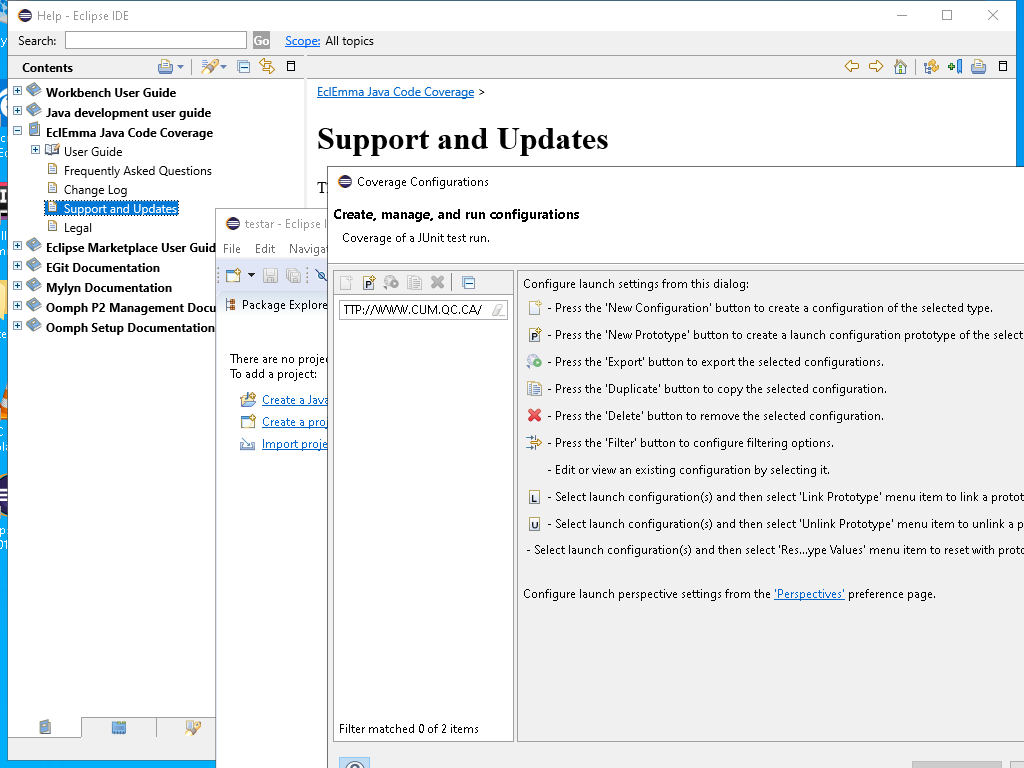 Help - Eclipse IDE
Search:
Go
Scope: All topics
Contents
Workbench User Guide
Java development user guide
EclEmma Java Code Coverage
User Guide
Frequently Asked Questions
Change Log
Support and Updates
Legal
Eclipse Marketplace User Guid
EGit Documentation
Mylyn Documentation
Oomph P2 Management Docu
Oomph Setup Documentation
EclEmma Java Code Coverage >
Support and Updates
testar - Eclipse I
File Edit Navigat
Package Explore
There are no projec
To add a project:
Create a Java
Create a proj
Import proje
Coverage Configurations
Create, manage, and run configurations
Coverage of a JUnit test run.
TTP://WWW.CUM.QC.CA/
Filter matched 0 of 2 items
Configure launch settings from this dialog:
- Press the 'New Configuration' button to create a configuration of the selected type.
- Press the 'New Prototype' button to create a launch configuration prototype of the select
- Press the 'Export' button to export the selected configurations.
- Press the 'Duplicate' button to copy the selected configuration.
- Press the 'Delete' button to remove the selected configuration.
- Press the 'Filter' button to configure filtering options.
- Edit or view an existing configuration by selecting it.
- Select launch configuration(s) and then select 'Link Prototype' menu item to link a protot
- Select launch configuration(s) and then select 'Unlink Prototype' menu item to unlink a p
- Select launch configuration(s) and then select 'Res...ype Values' menu item to reset with proto
Configure launch perspective settings from the 'Perspectives' preference page.